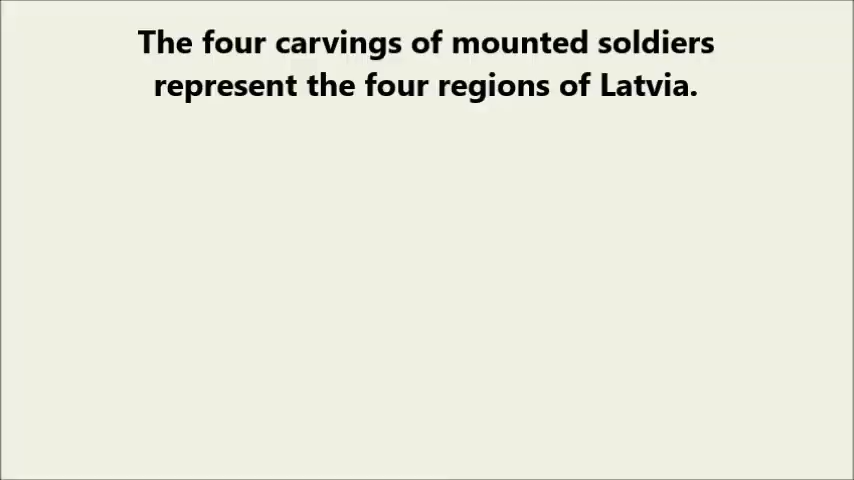 The four carvings of mounted soldiers
represent the four regions of Latvia.